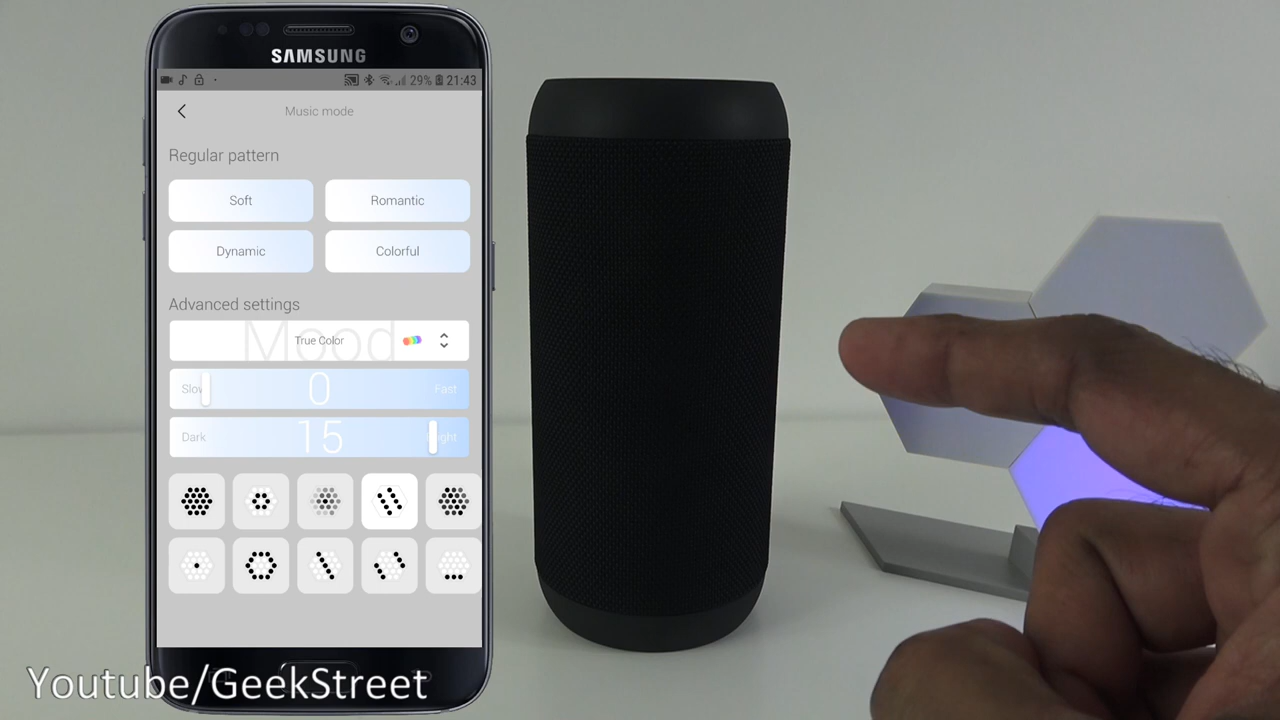 SAMSUNG
29% 21:43
Music mode
Regular pattern
Soft
Romantic
Dynamic
Colorful
Advanced settings
Mood
True Color
Slow
0
Fast
Dark
15
Youtube/GeekStreet